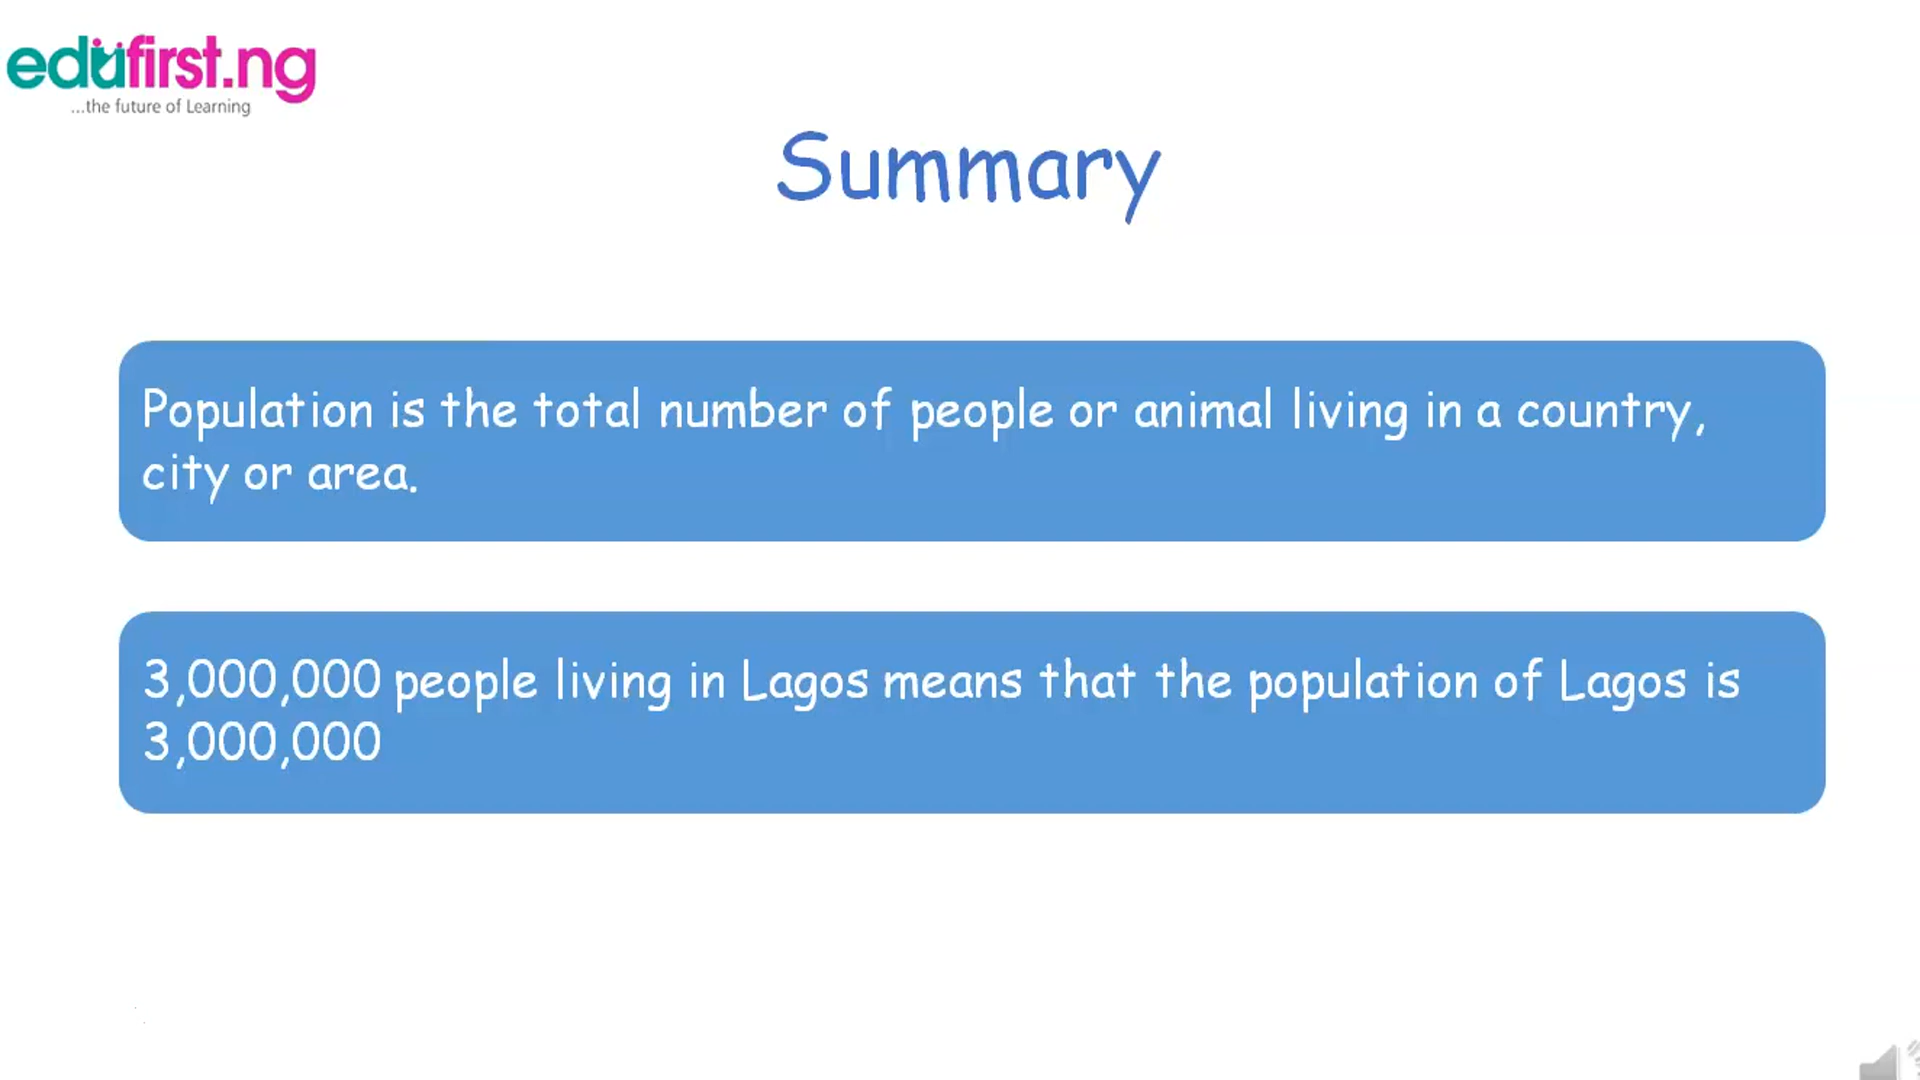 edufirst.ng
...the future of Learning
Summary
Population is the total number of people or animal living in a country,
city or area.
3,000,000 people living in Lagos means that the population of Lagos is
3,000,000